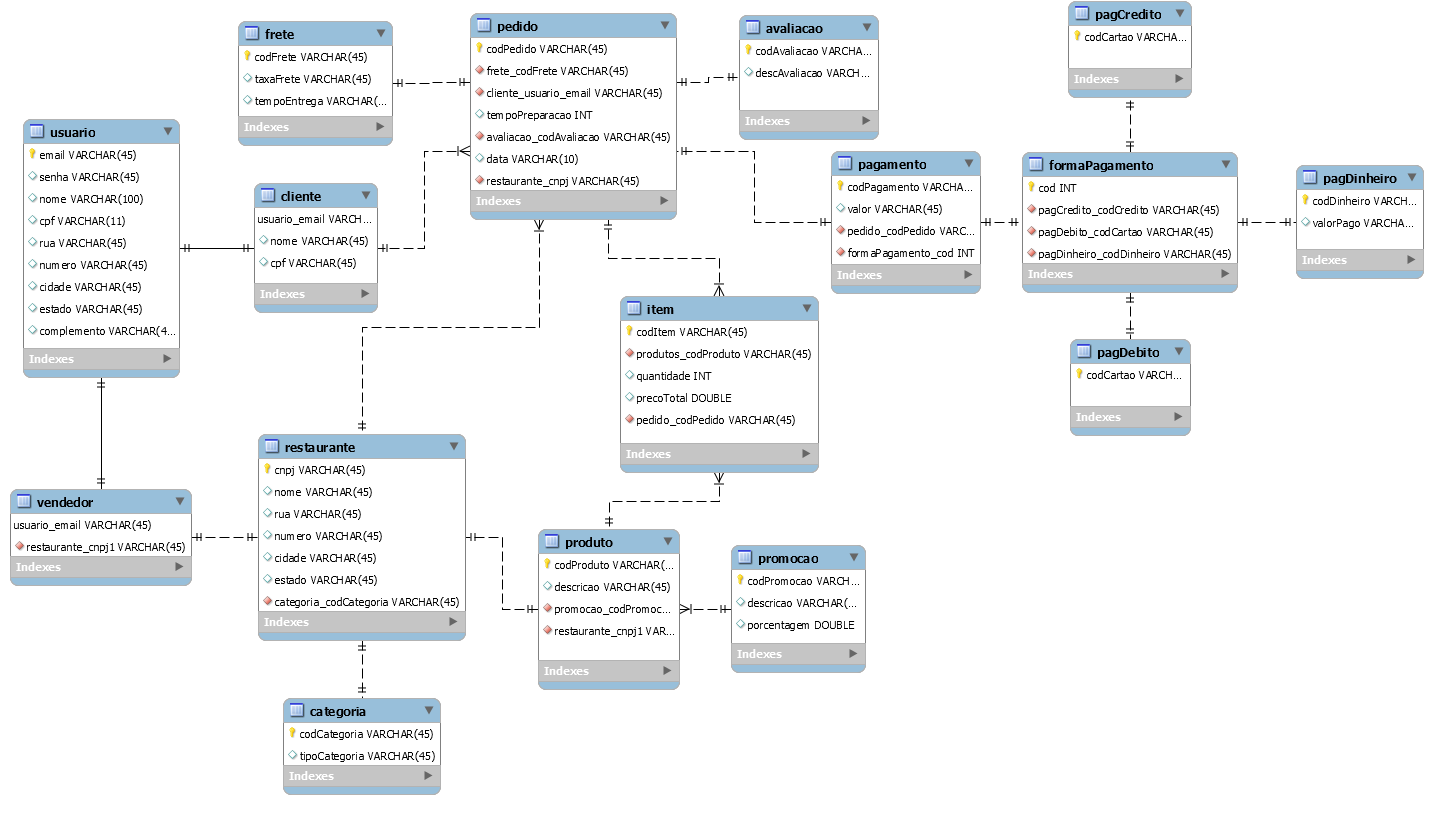 frete
codFrete VARCHAR(45)
taxaFrete VARCHAR(45)
tempoEntrega VARCHAR(...
Indexes
pedido
codPedido VARCHAR(45)
frete_codFrete VARCHAR(45)
cliente_usuario_email VARCHAR(45)
tempoPreparacao INT
avaliacao_codAvaliacao VARCHAR(45)
data VARCHAR(10)
restaurante_cnpj VARCHAR(45)
Indexes
avaliacao
codAvaliacao VARCHA...
descAvaliacao VARCH...
Indexes
pagCredito
codCartao VARCHA...
Indexes
usuario
email VARCHAR(45)
senha VARCHAR(45)
nome VARCHAR(100)
cpf VARCHAR(11)
rua VARCHAR(45)
numero VARCHAR(45)
cidade VARCHAR(45)
estado VARCHAR(45)
complemento VARCHAR(4...
Indexes
cliente
usuario_email VARCH...
nome VARCHAR(45)
cpf VARCHAR(45)
Indexes
pagamento
codPagamento VARCHA...
valor VARCHAR(45)
pedido_codPedido VARC...
formaPagamento_cod INT
Indexes
formaPagamento
cod INT
pagCredito_codCredito VARCHAR(45)
pagDebito_codCartao VARCHAR(45)
pagDinheiro_codDinheiro VARCHAR(45)
Indexes
pagDinheiro
codDinheiro VARCH...
valorPago VARCHA...
Indexes
item
codItem VARCHAR(45)
produtos_codProduto VARCHAR(45)
quantidade INT
precoTotal DOUBLE
pedido_codPedido VARCHAR(45)
Indexes
pagDebito
codCartao VARCH...
Indexes
restaurante
cnpj VARCHAR(45)
nome VARCHAR(45)
rua VARCHAR(45)
numero VARCHAR(45)
cidade VARCHAR(45)
estado VARCHAR(45)
categoria_codCategoria VARCHAR(45)
Indexes
vendedor
usuario_email VARCHAR(45)
restaurante_cnpj1 VARCHAR(45)
Indexes
produto
codProduto VARCHAR(...
descricao VARCHAR(45)
promocao_codPromoc...
restaurante_cnpj1 VAR...
Indexes
promocao
codPromocao VARCH...
descricao VARCHAR(...
porcentagem DOUBLE
Indexes
categoria
codCategoria VARCHAR(45)
tipoCategoria VARCHAR(45)
Indexes